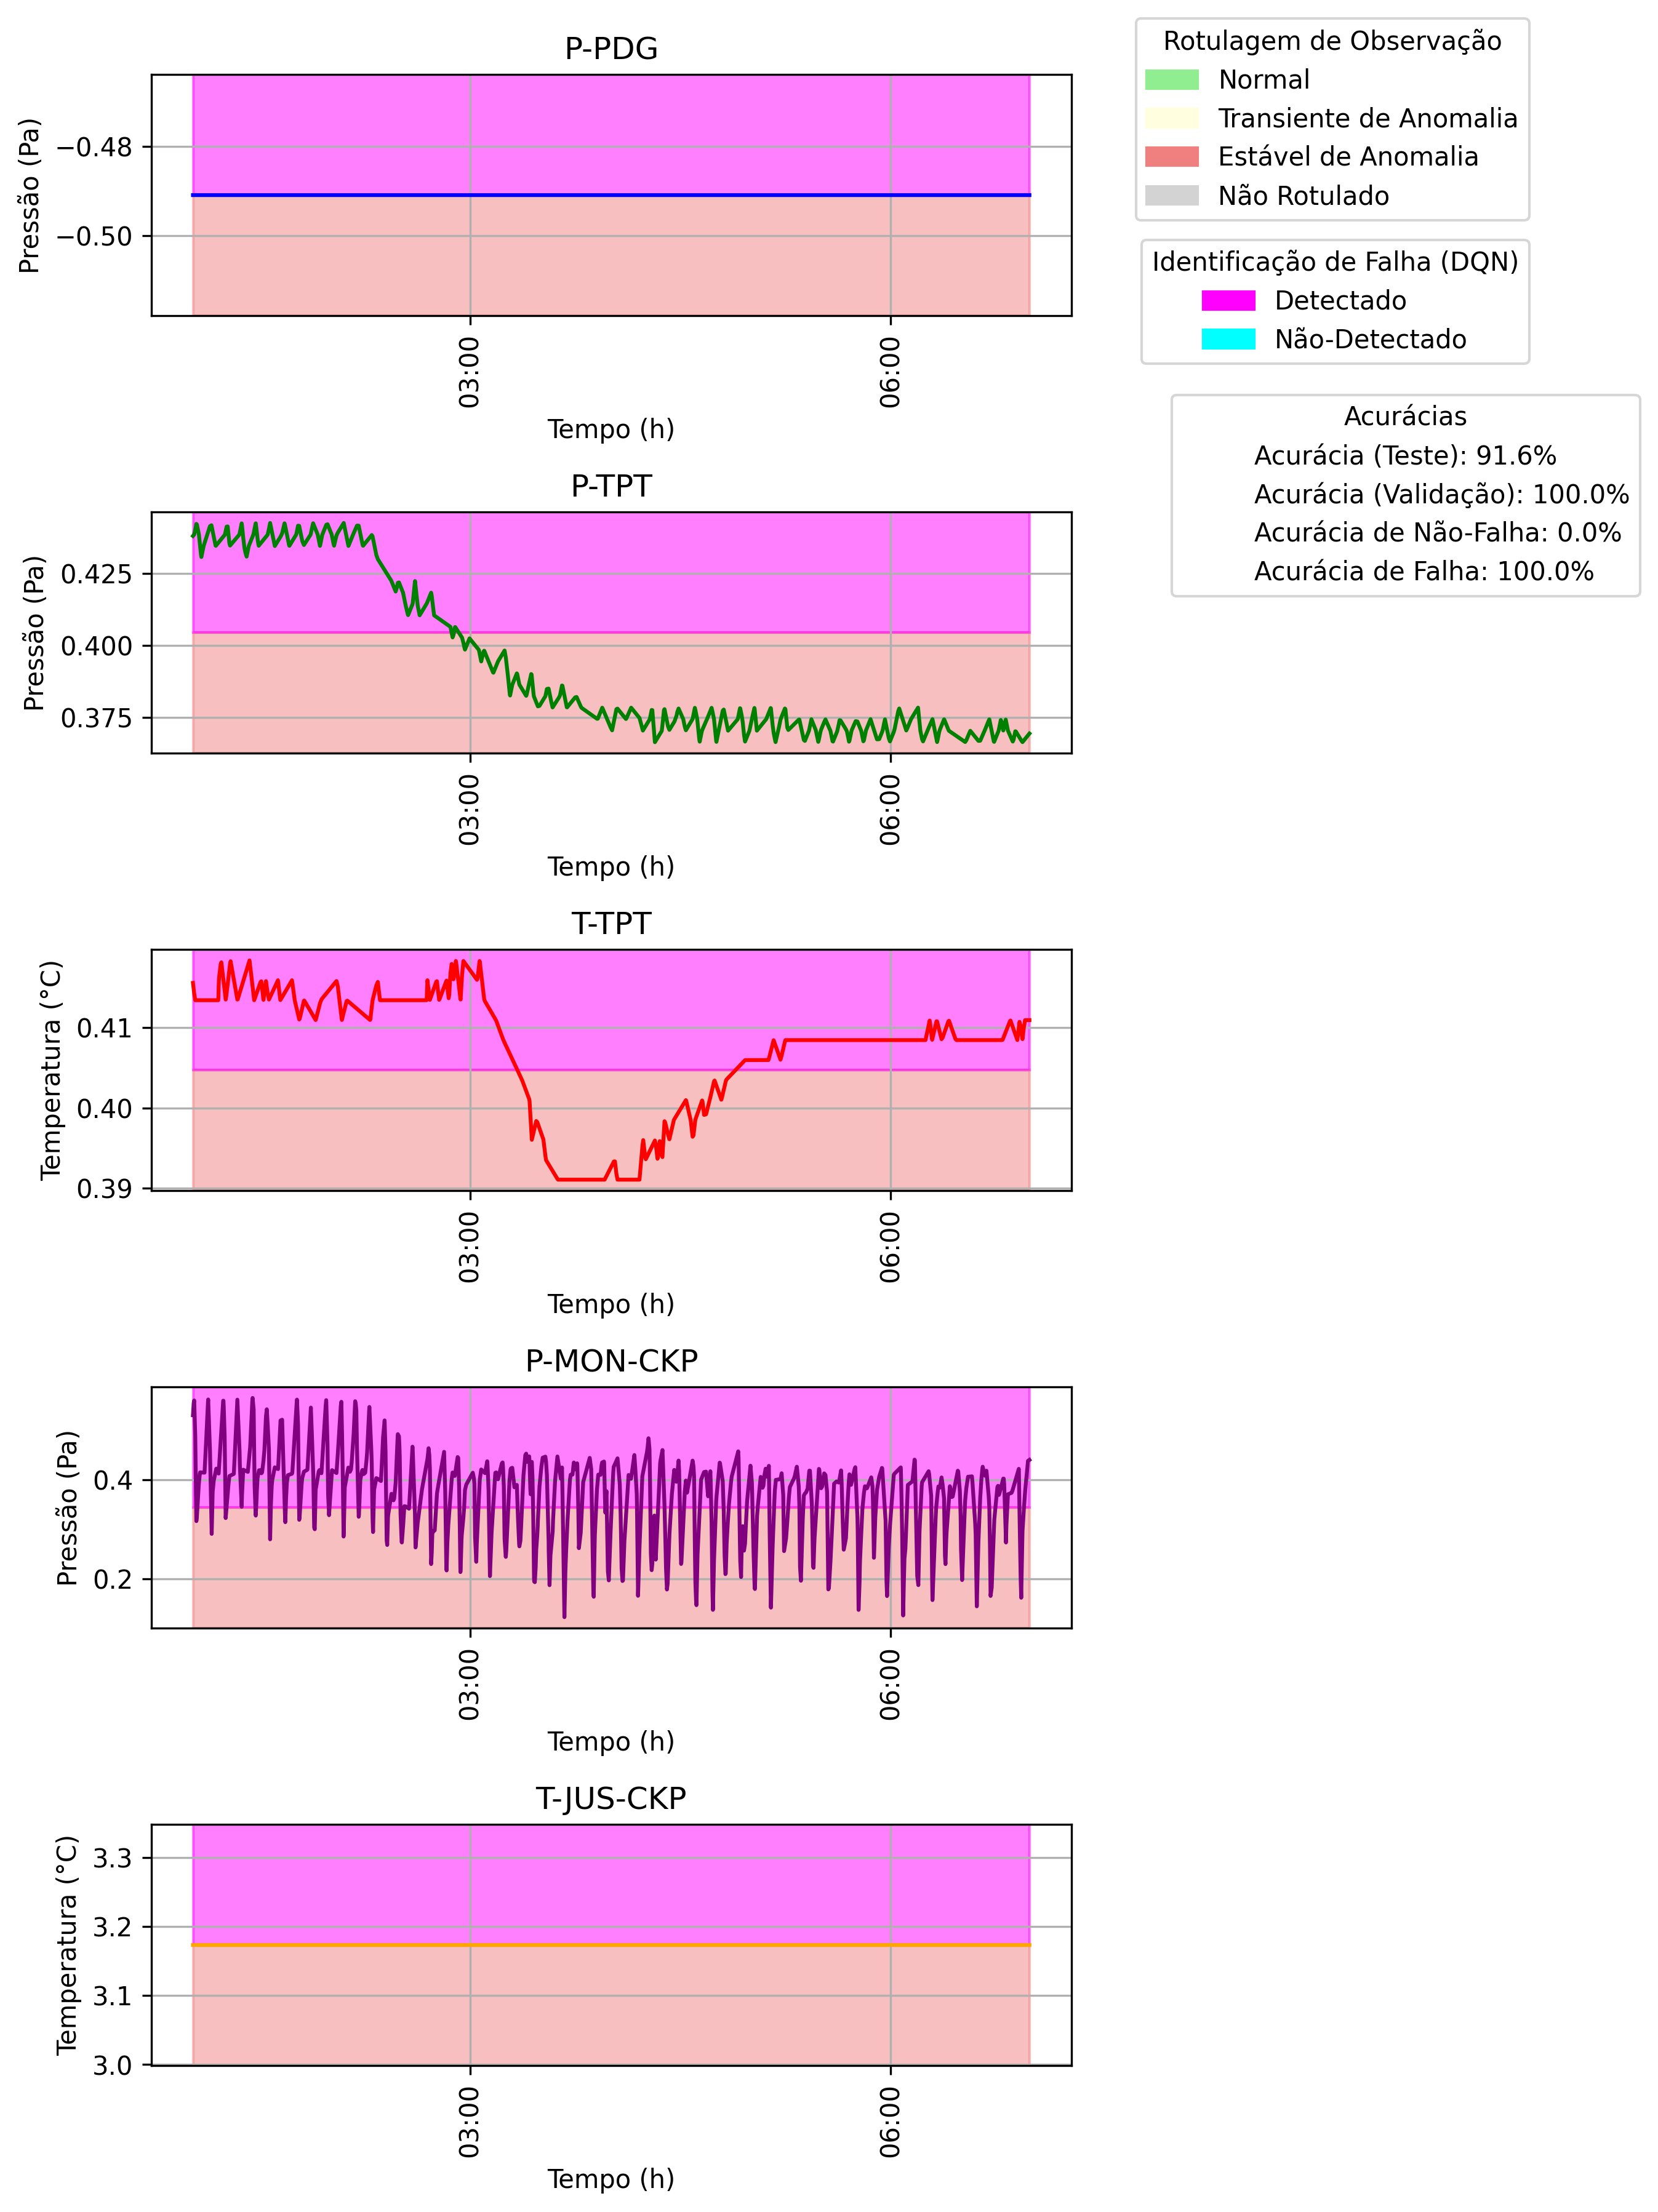 P-PDG
Pressão (Pa)
−0.48
−0.50
03:00
06:00
Tempo (h)
Rotulagem de Observação
Normal
Transiente de Anomalia
Estável de Anomalia
Não Rotulado
Identificação de Falha (DQN)
Detectado
Não-Detectado
Acurácias
Acurácia (Teste): 91.6%
Acurácia (Validação): 100.0%
Acurácia de Não-Falha: 0.0%
Acurácia de Falha: 100.0%
P-TPT
Pressão (Pa)
0.425
0.400
0.375
03:00
06:00
Tempo (h)
T-TPT
Temperatura (°C)
0.41
0.40
0.39
03:00
06:00
Tempo (h)
P-MON-CKP
Pressão (Pa)
0.4
0.2
03:00
06:00
Tempo (h)
T-JUS-CKP
Temperatura (°C)
3.3
3.2
3.1
3.0
03:00
06:00
Tempo (h)